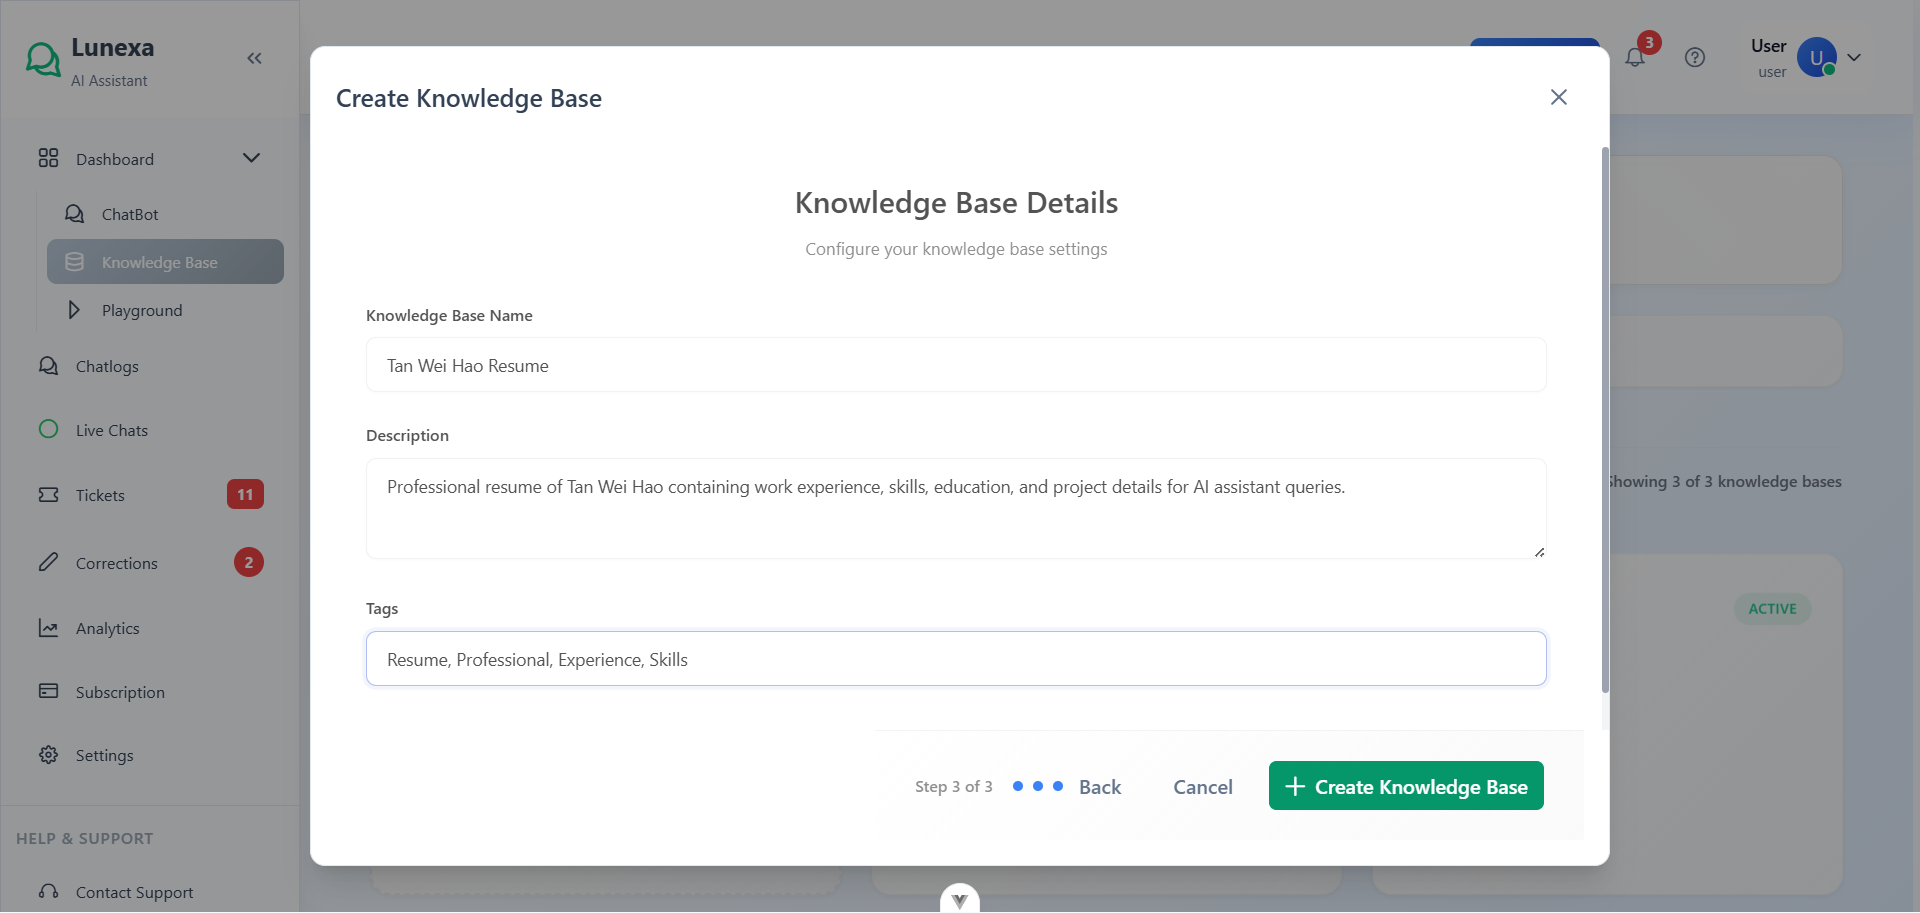 Lunexa
AI Assistant
Dashboard
ChatBot
Knowledge Base
Playground
Chatlogs
Live Chats
Tickets
11
Corrections
2
Analytics
Subscription
Settings
HELP & SUPPORT
Contact Support
3
User
user
U
Create Knowledge Base
Knowledge Base Details
Configure your knowledge base settings
Knowledge Base Name
Tan Wei Hao Resume
Description
Professional resume of Tan Wei Hao containing work experience, skills, education, and project details for AI assistant queries.
Tags
Resume, Professional, Experience, Skills
Step 3 of 3
Back
Cancel
Create Knowledge Base
Showing 3 of 3 knowledge bases
ACTIVE